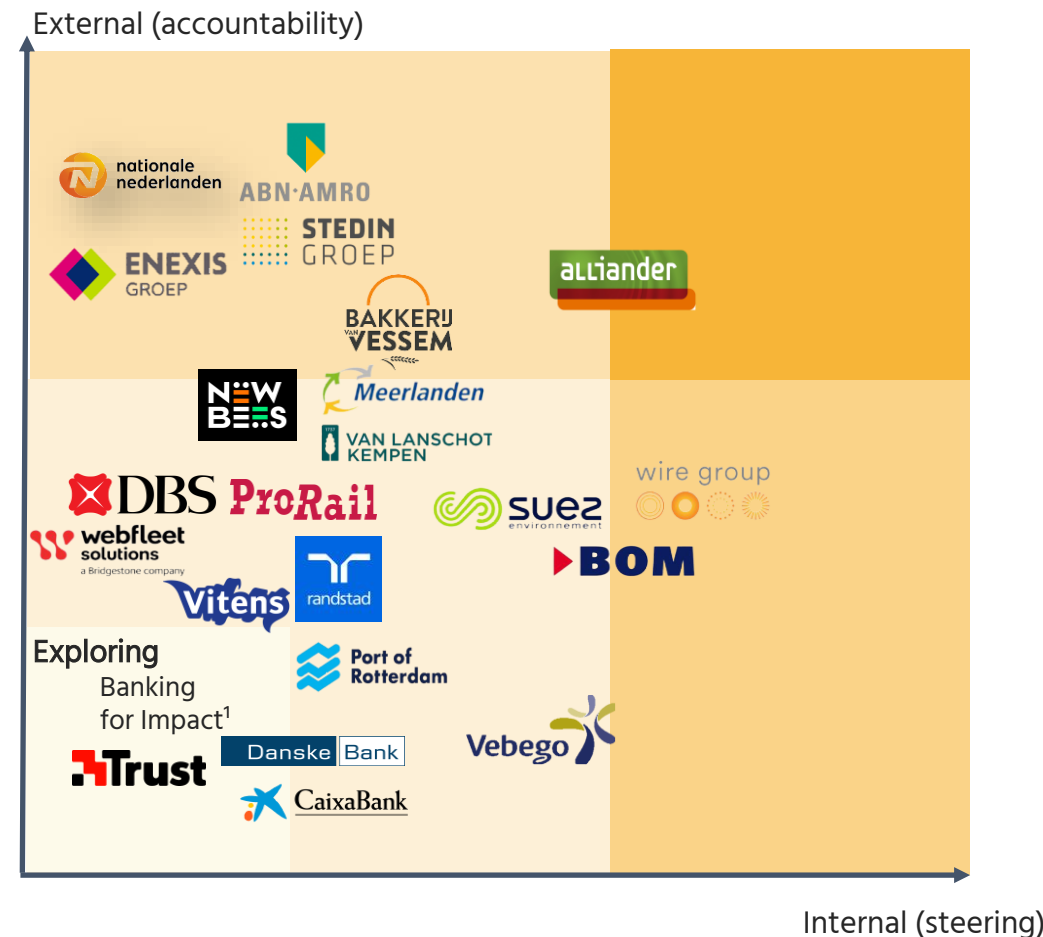 External (accountability)
nationale
nederlanden
ABN·AMRO
STEDIN
GROEP
ENEXIS
GROEP
alliander
BAKKERIJ
VAN VESSEM
NEW
BEES
Meerlanden
1737
VAN LANSCHOT
KEMPEN
DBS
ProRail
suez
environnement
wire group
webfleet
solutions
a Bridgestone company
BOM
Vitens
randstad
Exploring
Banking
for Impact¹
Port of
Rotterdam
Trust
Danske Bank
Vebego
CaixaBank
Internal (steering)